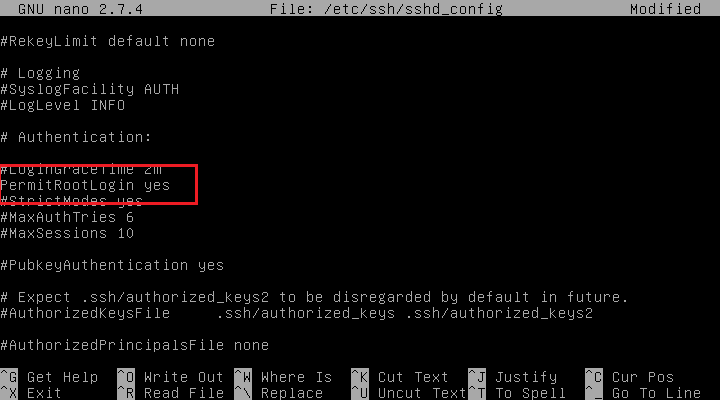 GNU nano 2.7.4 File: /etc/ssh/sshd_config Modified
#RekeyLimit default none
# Logging
#SyslogFacility AUTH
#LogLevel INFO
# Authentication:
#LoginGraceTime 2m
PermitRootLogin yes
#StrictModes yes
#MaxAuthTries 6
#MaxSessions 10
#PubkeyAuthentication yes
# Expect .ssh/authorized_keys2 to be disregarded by default in future.
#AuthorizedKeysFile .ssh/authorized_keys .ssh/authorized_keys2
#AuthorizedPrincipalsFile none
^G Get Help ^O Write Out ^W Where Is ^K Cut Text ^J Justify ^C Cur Pos
^X Exit ^R Read File ^\ Replace ^U Uncut Text ^T To Spell ^_ Go To Line